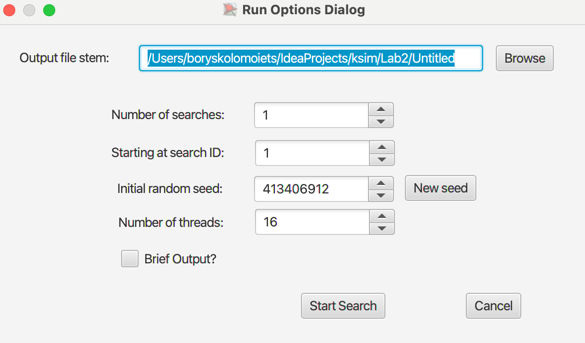 Run Options Dialog
Output file stem: /Users/boryskolomoiets/IdeaProjects/ksim/Lab2/Untitled Browse
Number of searches: 1
Starting at search ID: 1
Initial random seed: 413406912 New seed
Number of threads: 16
Brief Output?
Start Search Cancel